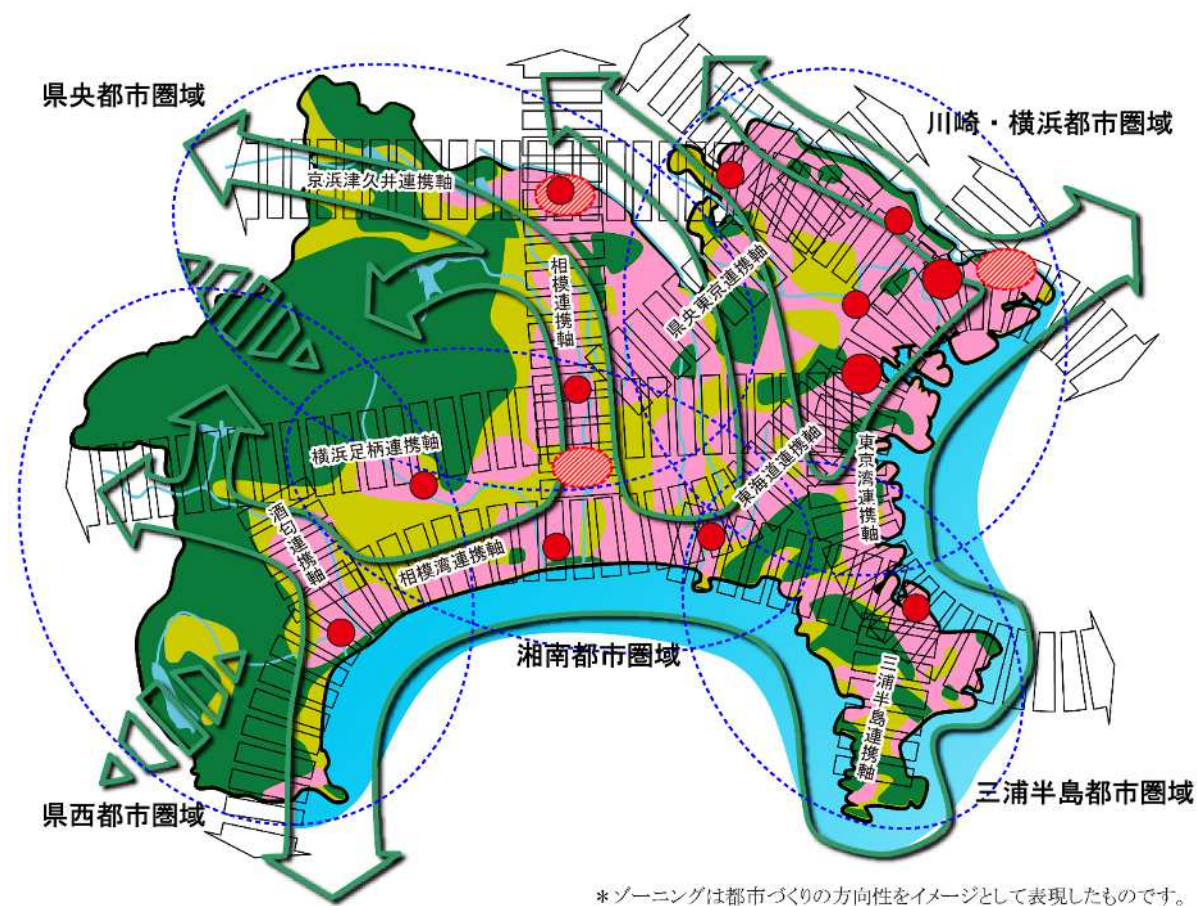 県央都市圏域
川崎・横浜都市圏域
京浜津久井連携軸
相模連携軸
県央東京連携軸
横浜足柄連携軸
東海道連携軸
東京湾連携軸
酒匂連携軸
相模湾連携軸
湘南都市圏域
三浦半島連携軸
県西都市圏域
三浦半島都市圏域
*ゾーニングは都市づくりの方向性をイメージとして表現したものです。